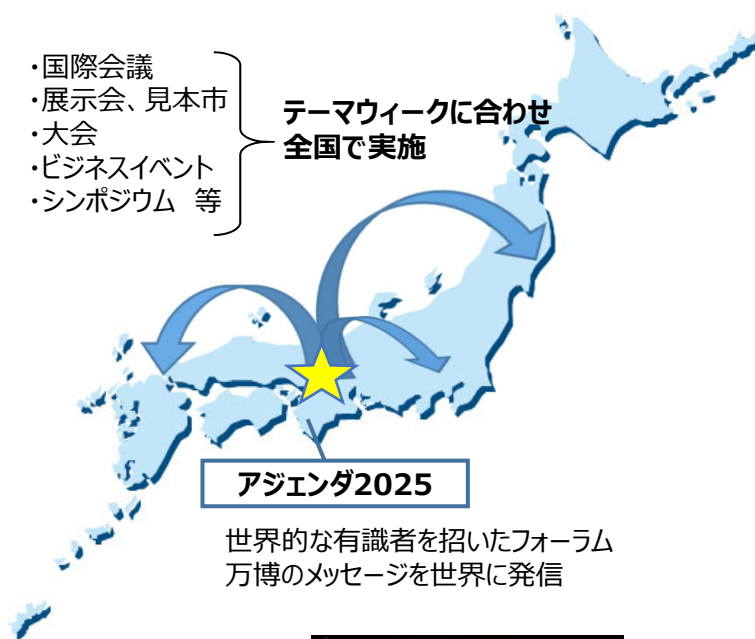 ・国際会議
・展示会、見本市
・大会
・ビジネスイベント
・シンポジウム 等
テーマウィークに合わせ
全国で実施
アジェンダ2025
世界的な有識者を招いたフォーラム
万博のメッセージを世界に発信